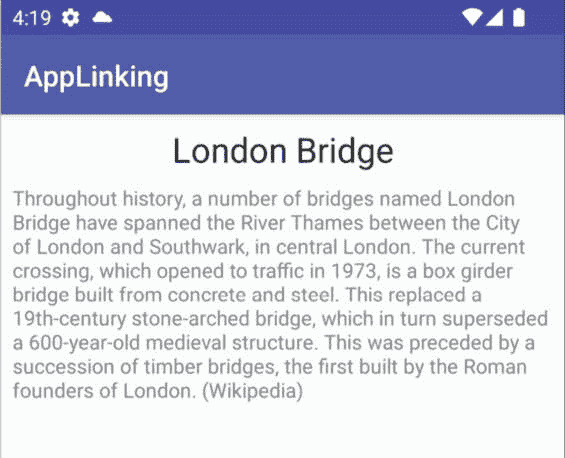 4:19
AppLinking
London Bridge
Throughout history, a number of bridges named London
Bridge have spanned the River Thames between the City
of London and Southwark, in central London. The current
crossing, which opened to traffic in 1973, is a box girder
bridge built from concrete and steel. This replaced a
19th-century stone-arched bridge, which in turn superseded
a 600-year-old medieval structure. This was preceded by a
succession of timber bridges, the first built by the Roman
founders of London. (Wikipedia)